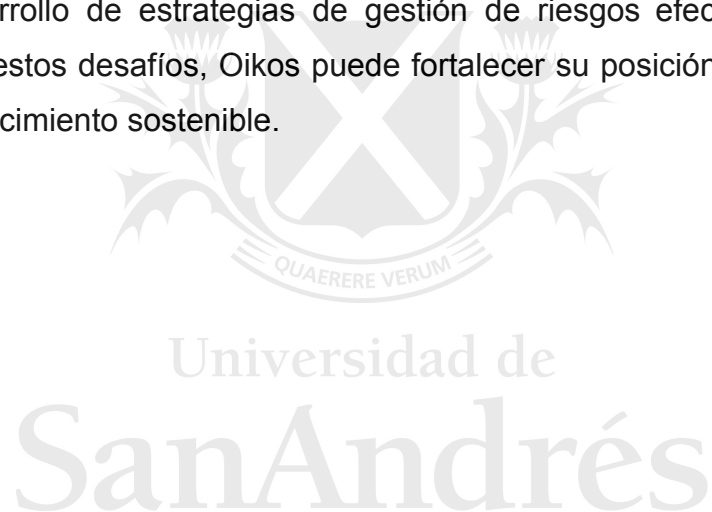 rrollo de estrategias de gestión de riesgos efec
estos desafíos, Oikos puede fortalecer su posición
cimiento sostenible.
QUAERERE VERUM
Universidad de
SanAndrés